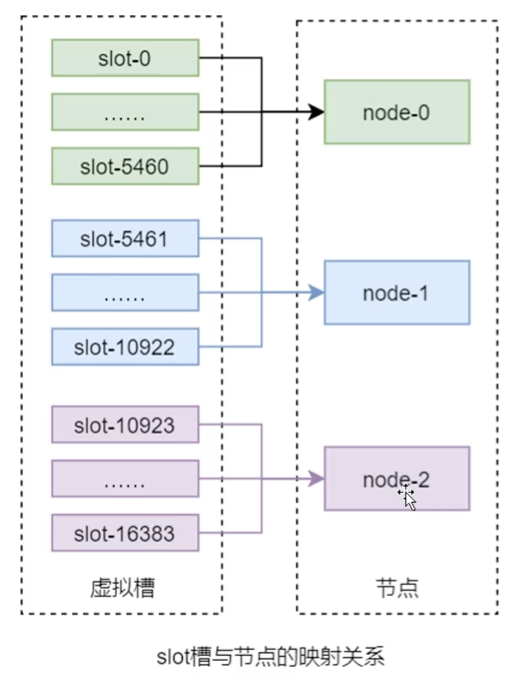 slot-0
......
slot-5460
node-0
slot-5461
......
slot-10922
node-1
slot-10923
......
slot-16383
node-2
虚拟槽
节点
slot槽与节点的映射关系